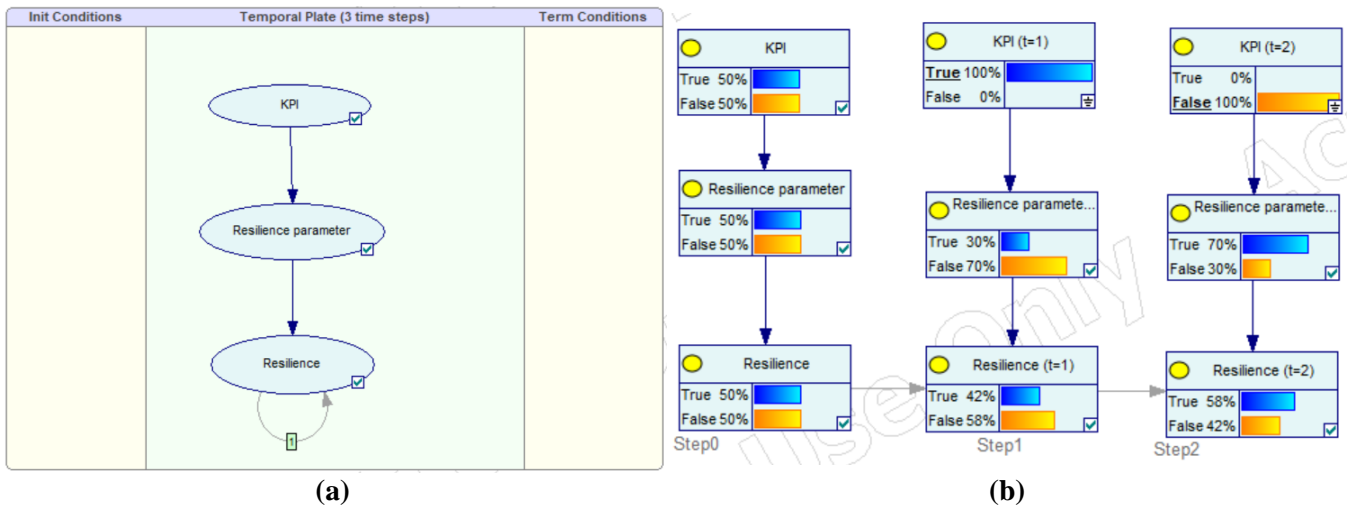 Init Conditions
Temporal Plate (3 time steps)
Term Conditions
KPI
Resilience parameter
Resilience
1
(a)
KPI
True 50%
False 50%
Resilience parameter
True 50%
False 50%
Resilience
True 50%
False 50%
Step0
KPI (t=1)
True 100%
False 0%
Resilience paramete...
True 30%
False 70%
Resilience (t=1)
True 42%
False 58%
Step1
KPI (t=2)
True 0%
False 100%
Resilience paramete...
True 70%
False 30%
Resilience (t=2)
True 58%
False 42%
Step2
(b)
Use Only